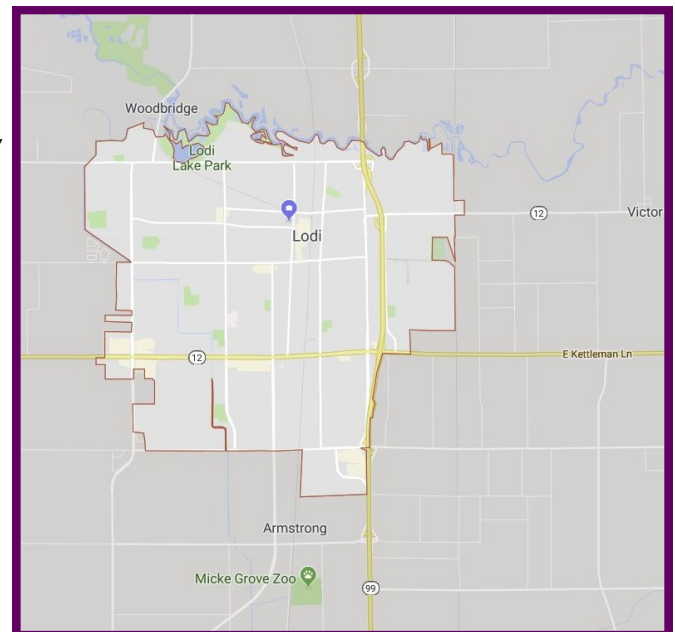 Woodbridge
Lodi
Lake Park
12
Victor
Lodi
12
E Kettleman Ln
Armstrong
Micke Grove Zoo
99